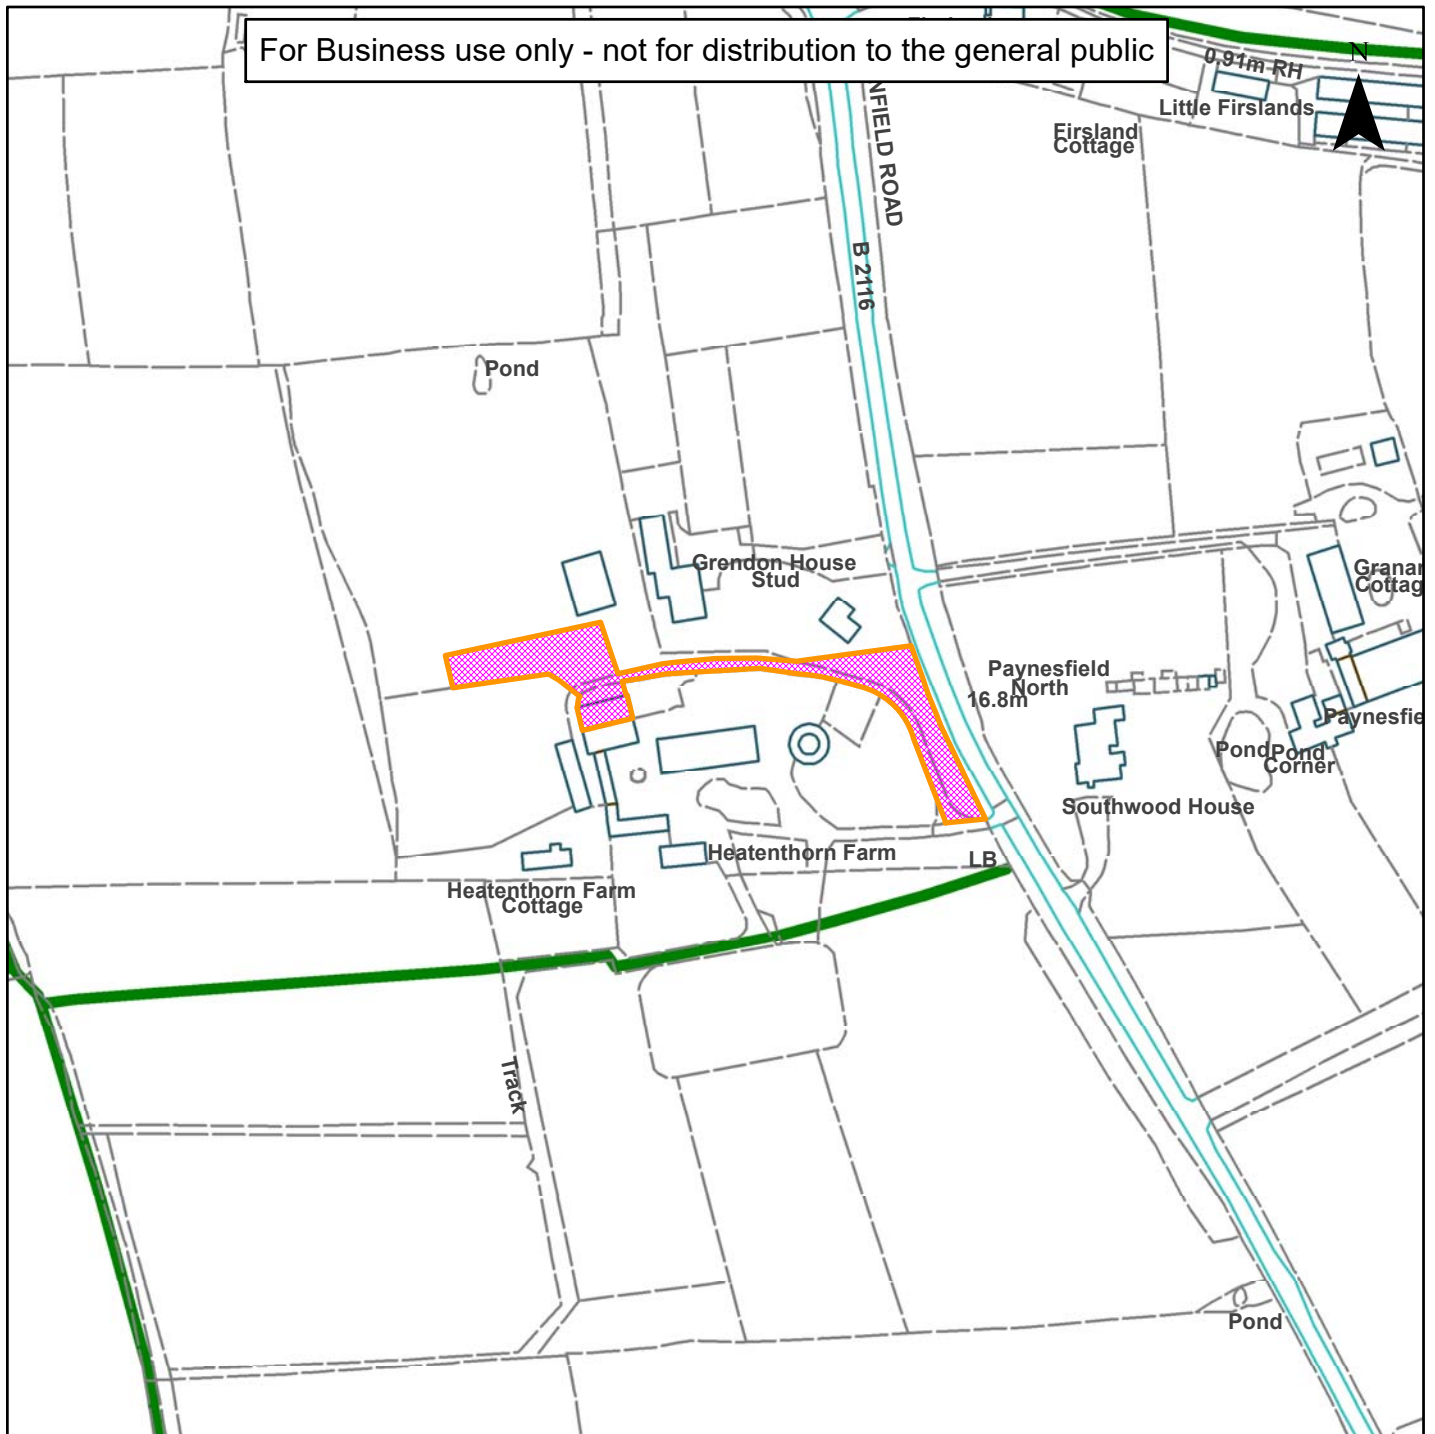 For Business use only - not for distribution to the general public
N
0.91m RH
Little Firslands
Firsland
Cottage
NFIELD ROAD
B 2116
Pond
Grendon House
Stud
Granar
Cottag
Paynesfield
North
16.8m
Paynesfie
Pond
Pond
Corner
Southwood House
Heatenthorn Farm
LB
Heatenthorn Farm
Cottage
Track
Pond